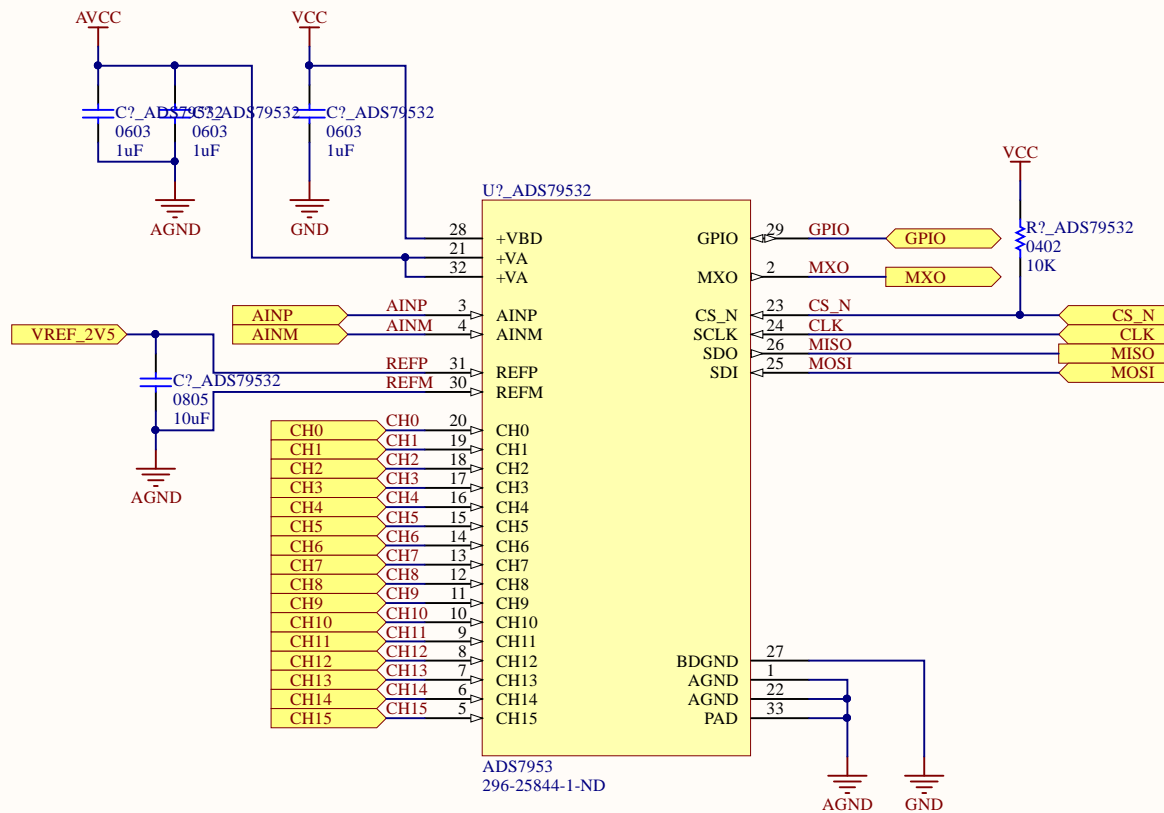 AVCC
VCC
C?_ADS79532
0603
1uF
C?_ADS79532
0603
1uF
C?_ADS79532
0603
1uF
AGND
GND
VCC
R?_ADS79532
0402
10K
U?_ADS79532
28 +VBD
21 +VA
32 +VA
AINP AINP 3 AINP
AINM AINM 4 AINM
VREF_2V5
REFP 31 REFP
REFM 30 REFM
C?_ADS79532
0805
10uF
AGND
CH0 CH0 20 CH0
CH1 CH1 19 CH1
CH2 CH2 18 CH2
CH3 CH3 17 CH3
CH4 CH4 16 CH4
CH5 CH5 15 CH5
CH6 CH6 14 CH6
CH7 CH7 13 CH7
CH8 CH8 12 CH8
CH9 CH9 11 CH9
CH10 CH10 10 CH10
CH11 CH11 9 CH11
CH12 CH12 8 CH12
CH13 CH13 7 CH13
CH14 CH14 6 CH14
CH15 CH15 5 CH15
GPIO 29 GPIO GPIO
MXO 2 MXO MXO
CS_N 23 CS_N CS_N
SCLK 24 CLK CLK
SDO 26 MISO MISO
SDI 25 MOSI MOSI
BDGND 27
AGND 1
AGND 22
PAD 33
AGND
GND
ADS7953
296-25844-1-ND